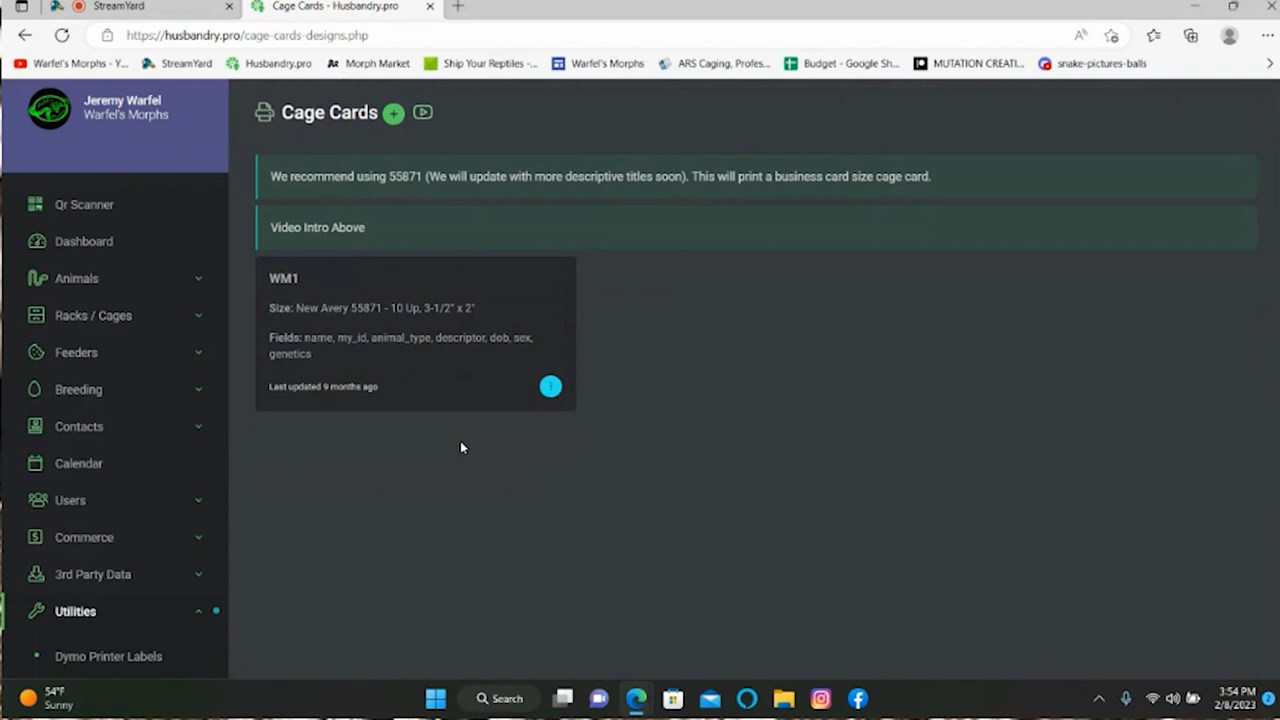 StreamYard
Cage Cards - Husbandry.pro
https://husbandry.pro/cage-cards-designs.php
Warfel's Morphs - Y...
StreamYard
Husbandry.pro
Morph Market
Ship Your Reptiles -...
Warfel's Morphs
ARS Caging, Profes...
Budget - Google Sh...
MUTATION CREATI...
snake-pictures-balls
Jeremy Warfel
Warfel's Morphs
Cage Cards
We recommend using 55871 (We will update with more descriptive titles soon). This will print a business card size cage card.
Video Intro Above
WM1
Size: New Avery 55871 - 10 Up, 3-1/2" x 2"
Fields: name, my_id, animal_type, descriptor, dob, sex,
genetics
Last updated 9 months ago
Qr Scanner
Dashboard
Animals
Racks / Cages
Feeders
Breeding
Contacts
Calendar
Users
Commerce
3rd Party Data
Utilities
Dymo Printer Labels
54°F
Sunny
Search
3:54 PM
2/8/2023
2